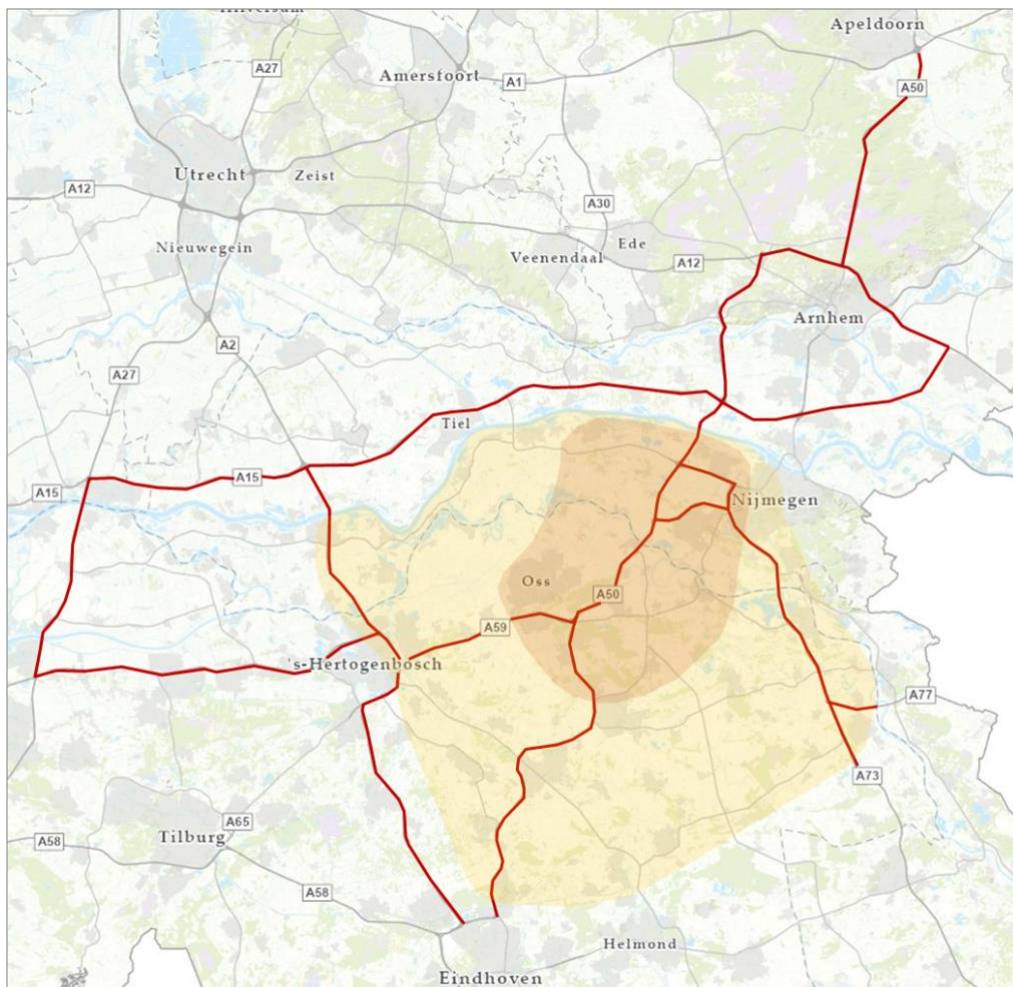 Hilversum
Apeldoorn
A27
Amersfoort
A1
A50
Utrecht
Zeist
A12
A30
Nieuwegein
Veenendaal
Ede
A12
Arnhem
A2
A27
Tiel
A15
A15
Nijmegen
Oss
A50
A59
's-Hertogenbosch
A77
A73
A65
Tilburg
A58
A58
Helmond
Eindhoven